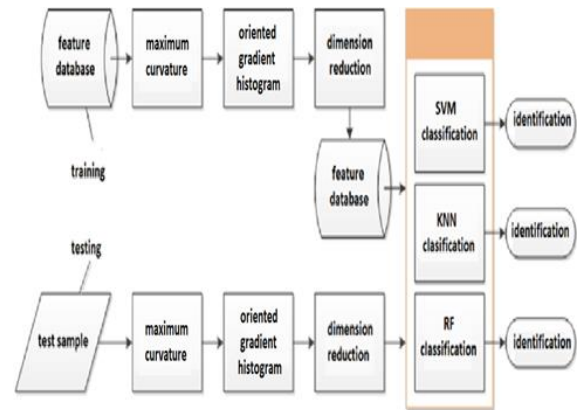 feature
database
maximum
curvature
oriented
gradient
histogram
dimension
reduction
training
feature
database
SVM
classification
identification
KNN
clasification
identification
testing
test sample
maximum
curvature
oriented
gradient
histogram
dimension
reduction
RF
classification
identification